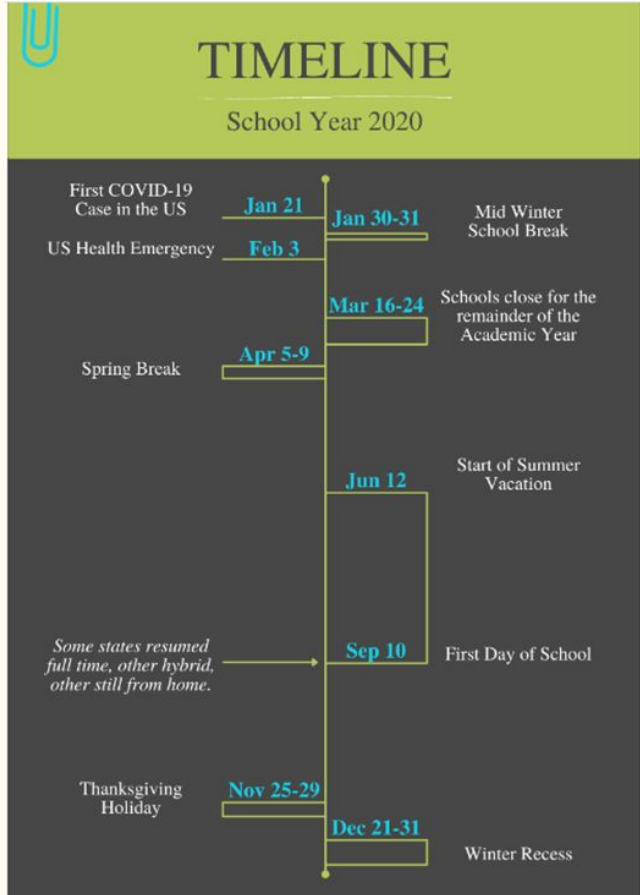 TIMELINE
School Year 2020
First COVID-19
Case in the US
Jan 21
Jan 30-31
Mid Winter
School Break
US Health Emergency
Feb 3
Mar 16-24
Schools close for the
remainder of the
Academic Year
Apr 5-9
Spring Break
Jun 12
Start of Summer
Vacation
Some states resumed
full time, other hybrid,
other still from home.
Sep 10
First Day of School
Thanksgiving
Holiday
Nov 25-29
Dec 21-31
Winter Recess